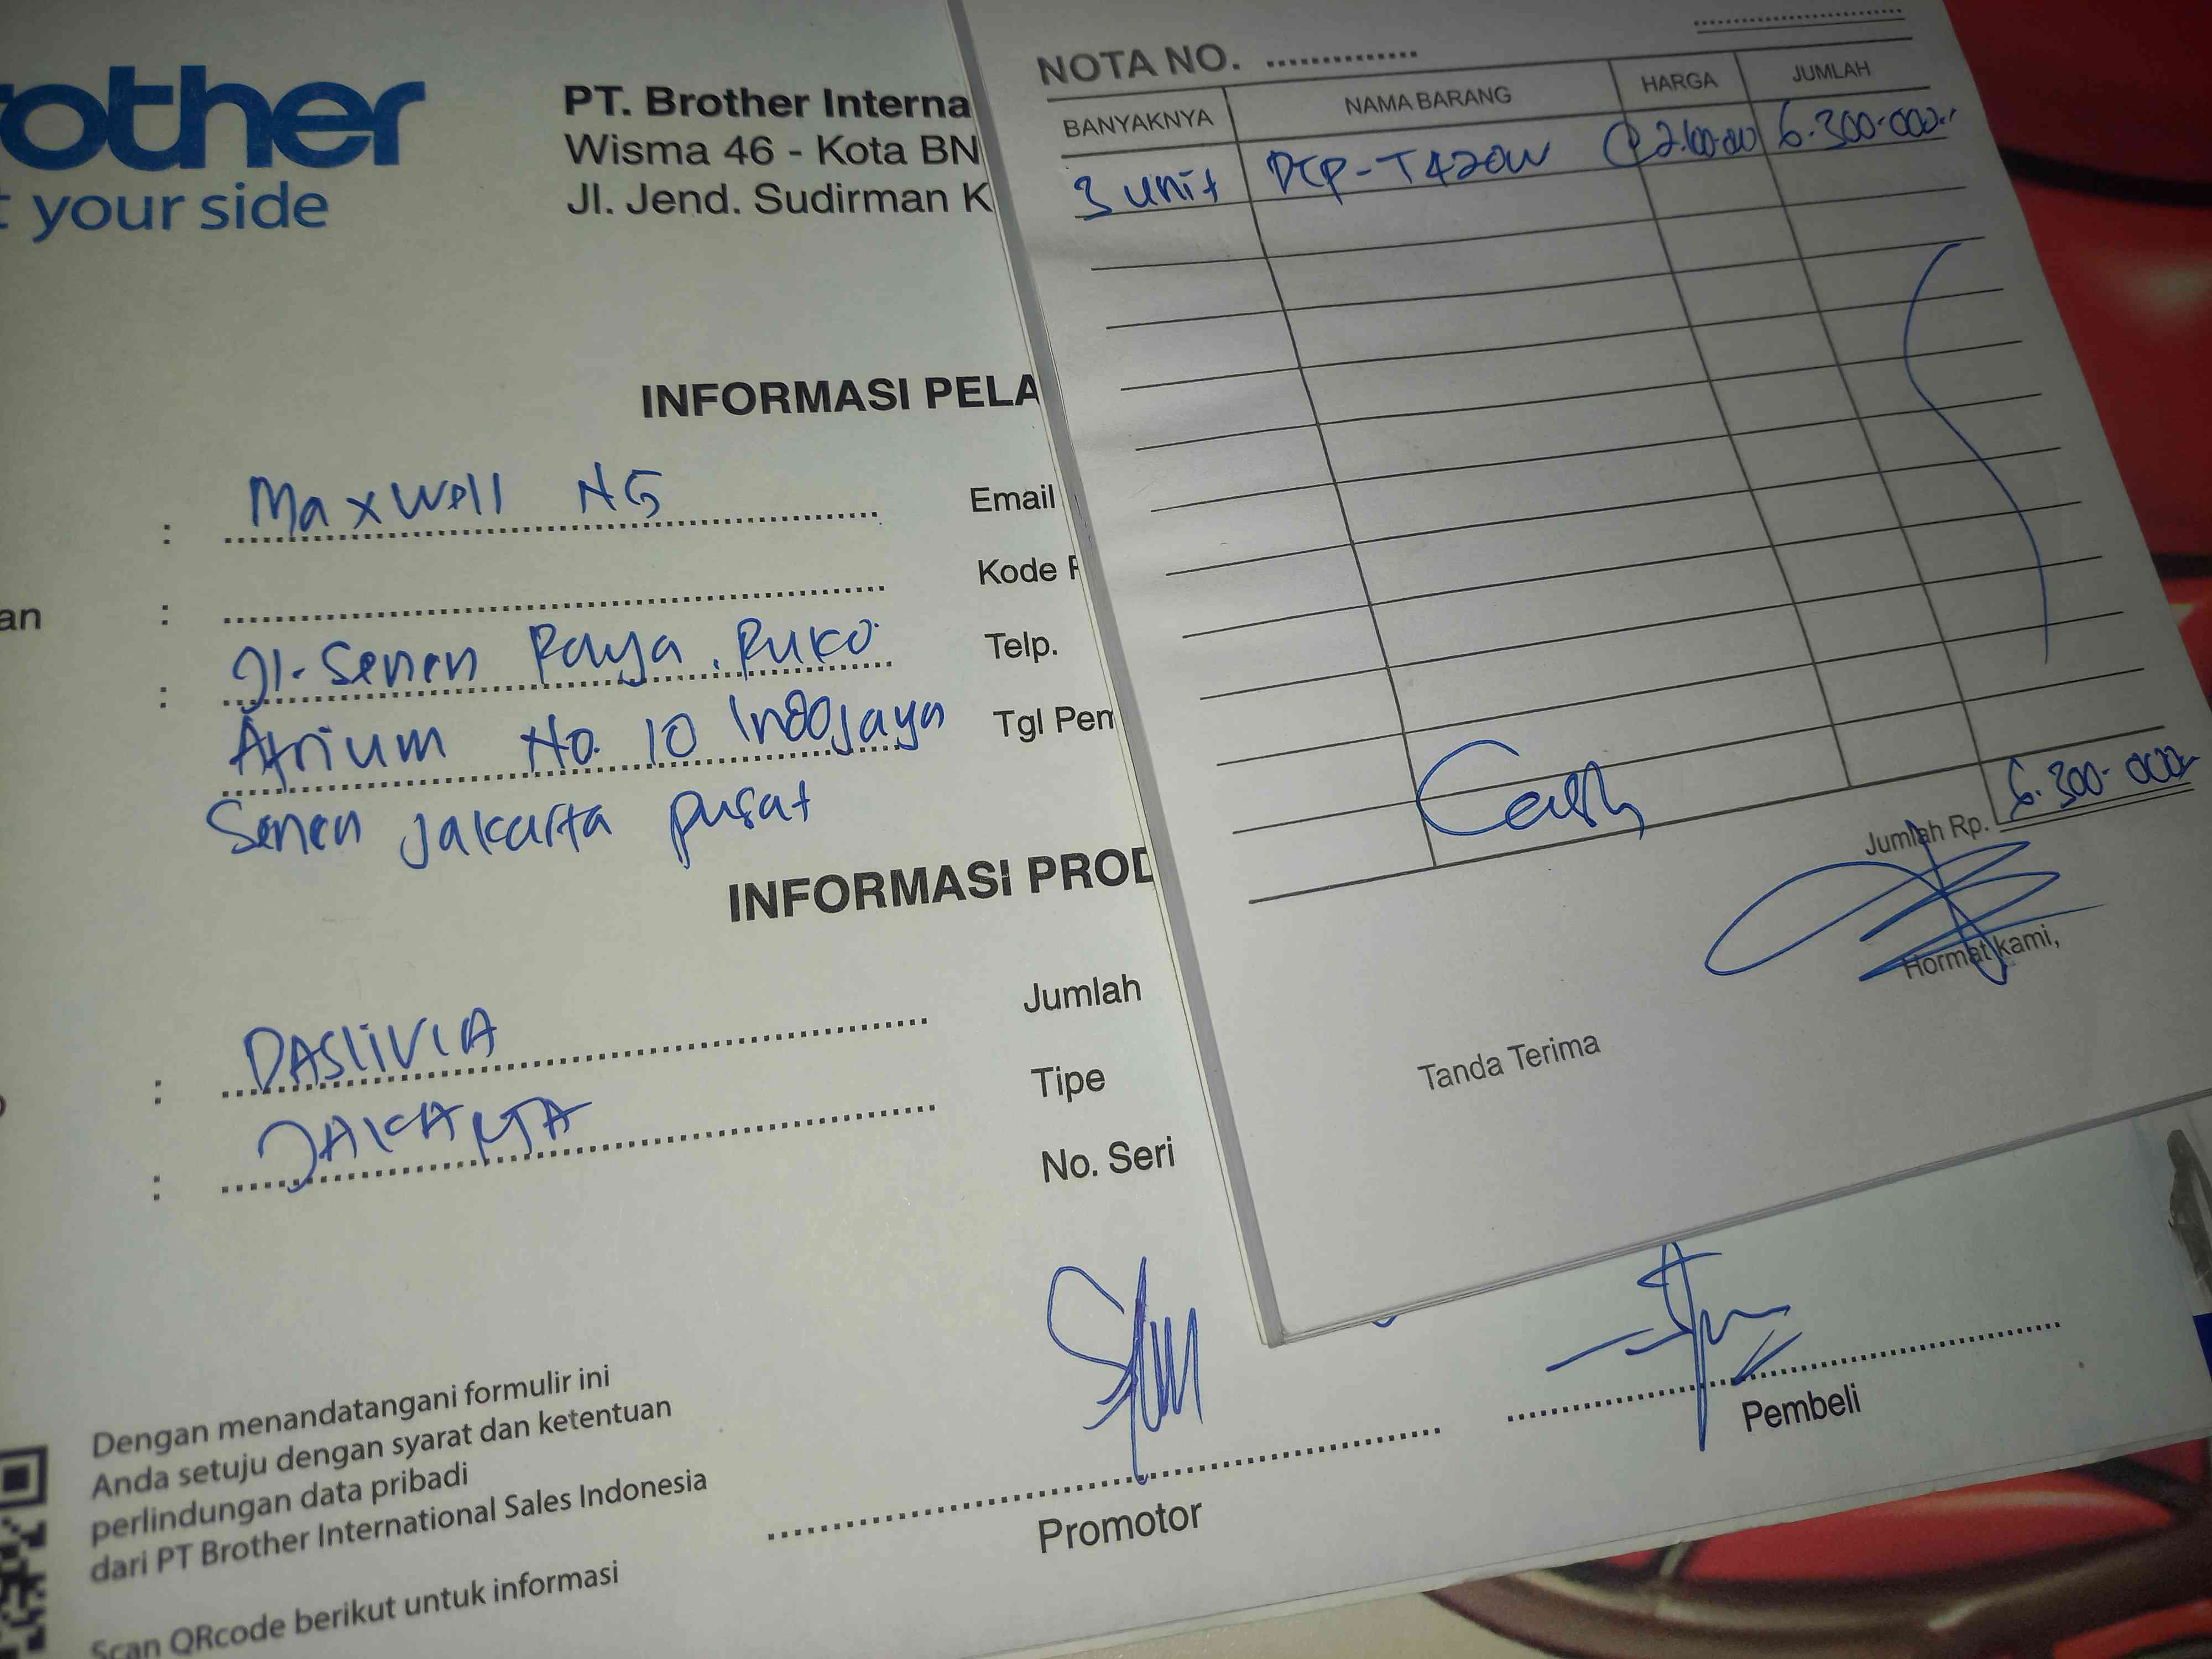 other
t your side
PT. Brother Interna
Wisma 46 - Kota BN
Jl. Jend. Sudirman K
INFORMASI PELA
: Maxwell NG
Email
an :
Kode P
: Jl. Senen Raya, Ruko
Telp.
Atrium No. 10 Indojaya
Tgl Pem
Senen Jakarta pusat
INFORMASI PROD
: DASLIVIA
Jumlah
: JAKARTA
Tipe
No. Seri
Dengan menandatangani formulir ini
Anda setuju dengan syarat dan ketentuan
perlindungan data pribadi
dari PT Brother International Sales Indonesia
Scan QRcode berikut untuk informasi
Promotor
Pembeli
NOTA NO.
BANYAKNYA NAMA BARANG HARGA JUMLAH
3 unit DCP-T420W @ 6.300.000,-
Cash
Jumlah Rp. 6.300.000,-
Hormat kami,
Tanda Terima